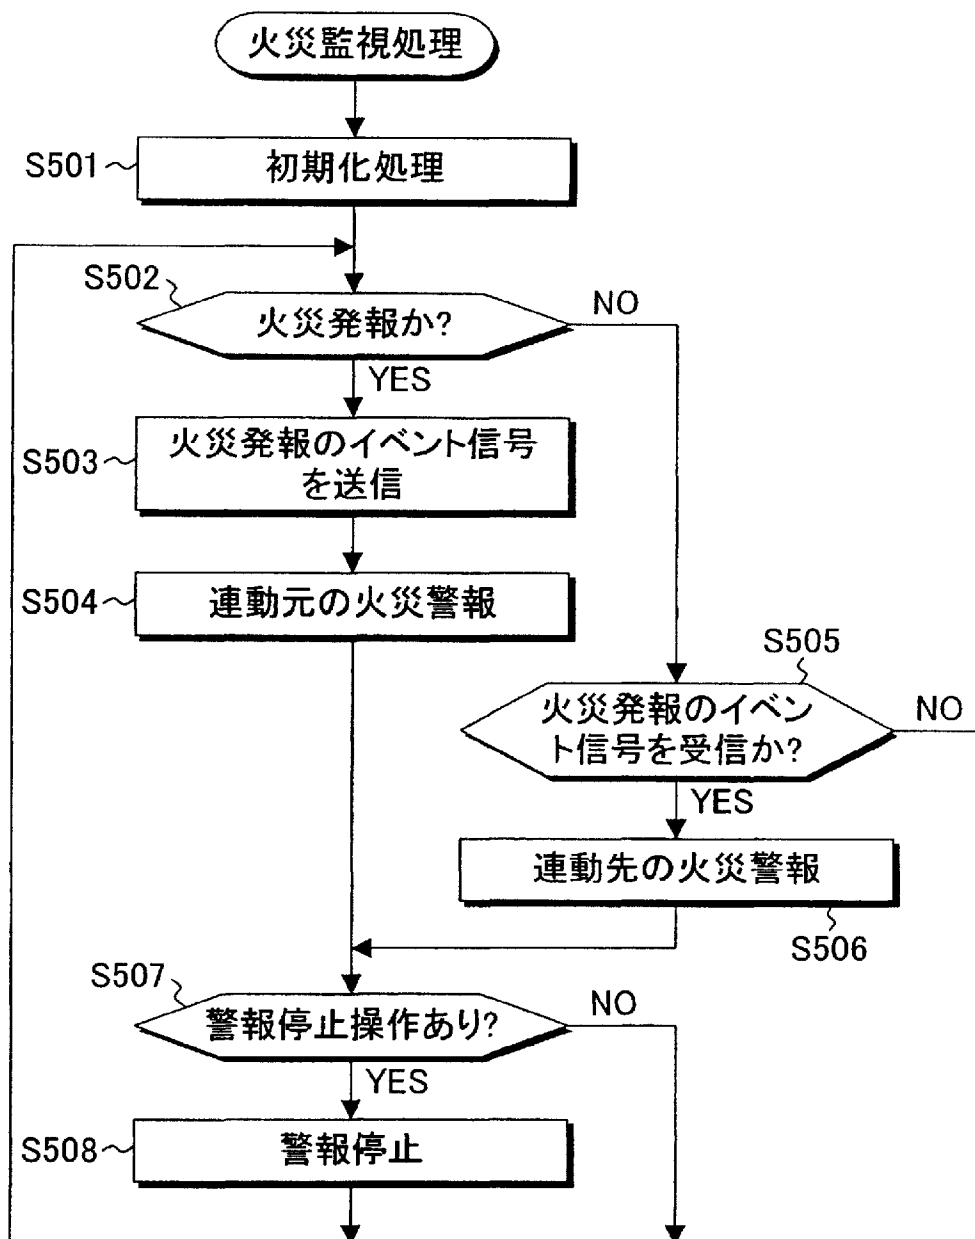 火災監視処理
S501
初期化処理
S502
火災発報か?
NO
YES
S503
火災発報のイベント信号
を送信
S504
連動元の火災警報
S505
火災発報のイベン
ト信号を受信か?
NO
YES
連動先の火災警報
S506
S507
警報停止操作あり?
NO
YES
S508
警報停止